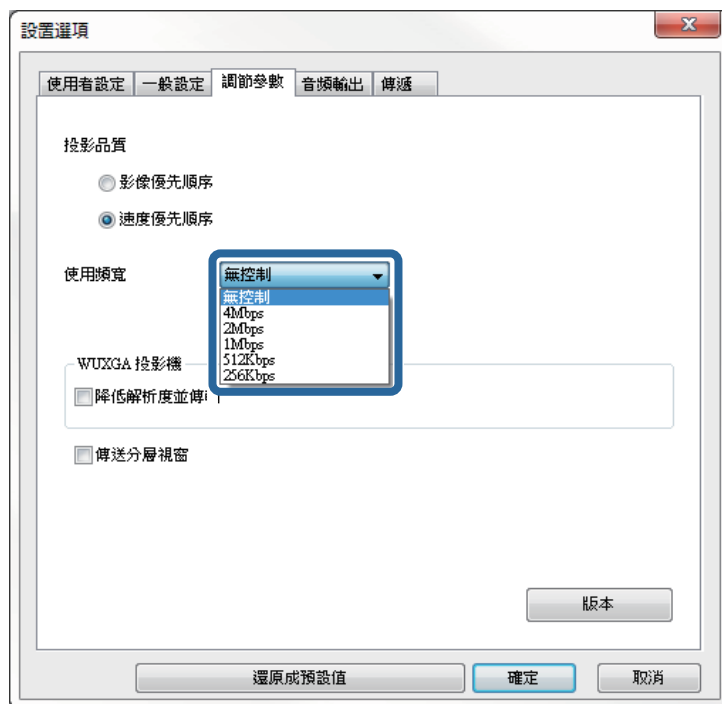 設置選項
使用者設定 一般設定 調節參數 音頻輸出 傳遞
投影品質
影像優先順序
速度優先順序
使用頻寬 無控制
無控制
4Mbps
2Mbps
1Mbps
512Kbps
256Kbps
WUXGA 投影機
降低解析度並傳
傳送分層視窗
版本
還原成預設值 確定 取消